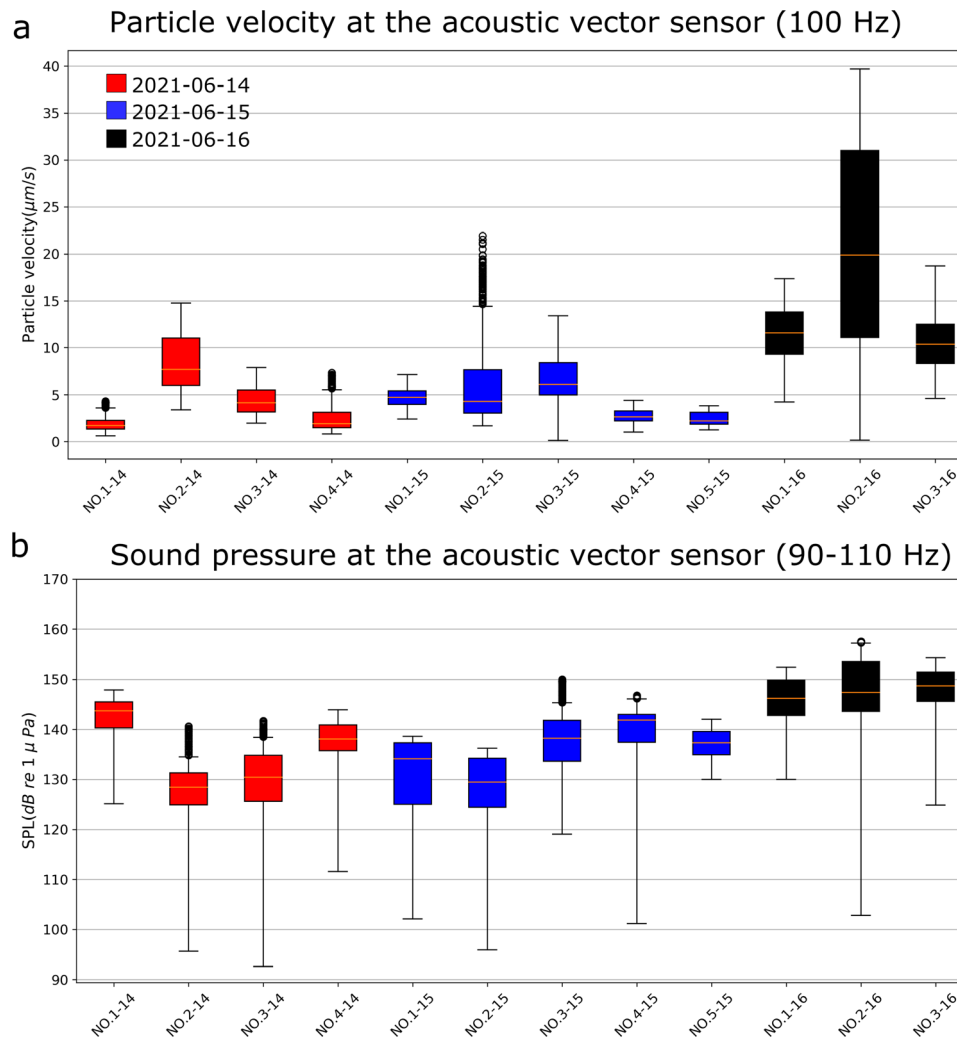 a
Particle velocity at the acoustic vector sensor (100 Hz)
2021-06-14
2021-06-15
2021-06-16
Particle velocity(μm/s)
40
35
30
25
20
15
10
5
0
NO.1-14 NO.2-14 NO.3-14 NO.4-14 NO.1-15 NO.2-15 NO.3-15 NO.4-15 NO.5-15 NO.1-16 NO.2-16 NO.3-16
b
Sound pressure at the acoustic vector sensor (90-110 Hz)
SPL(dB re 1 μ Pa)
170
160
150
140
130
120
110
100
90
NO.1-14 NO.2-14 NO.3-14 NO.4-14 NO.1-15 NO.2-15 NO.3-15 NO.4-15 NO.5-15 NO.1-16 NO.2-16 NO.3-16